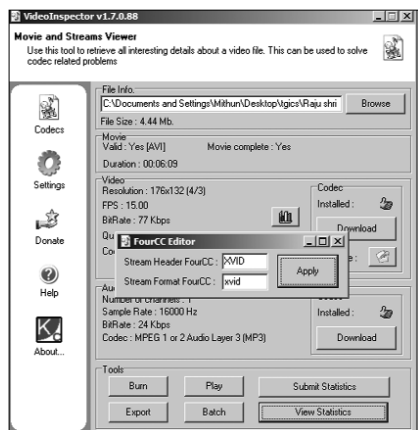 VideoInspector v1.7.0.88
Movie and Streams Viewer
Use this tool to retrieve all interesting details about a video file. This can be used to solve
codec related problems
Codecs
Settings
Donate
Help
About...
File Info.
C:\Documents and Settings\Mithun\Desktop\tgics\Raju shri
Browse
File Size : 4.44 Mb.
Movie
Valid : Yes [AVI] Movie complete : Yes
Duration : 00:06:09
Video
Resolution : 176x132 (4/3)
FPS : 15.00
BitRate : 77 Kbps
Qu
Co
Codec
Installed :
Download
e :
FourCC Editor
Stream Header FourCC : XVID
Stream Format FourCC : xvid
Apply
Au
Number of channels : 1
Sample Rate : 16000 Hz
BitRate : 24 Kbps
Codec : MPEG 1 or 2 Audio Layer 3 (MP3)
Installed :
Download
Tools
Burn Play Submit Statistics
Export Batch View Statistics